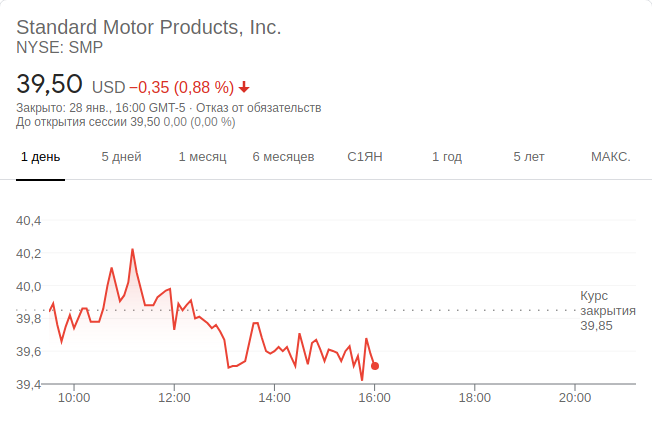 Standard Motor Products, Inc.
NYSE: SMP
39,50 USD −0,35 (0,88 %)
Закрыто: 28 янв., 16:00 GMT-5 · Отказ от обязательств
До открытия сессии 39,50 0,00 (0,00 %)
1 день 5 дней 1 месяц 6 месяцев С1ЯН 1 год 5 лет МАКС.
40,4
40,2
40,0
39,8
39,6
39,4
Курс
закрытия
39,85
10:00 12:00 14:00 16:00 18:00 20:00